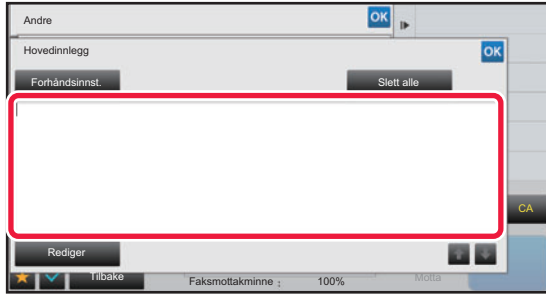 Andre OK
Hovedinnlegg OK
Forhåndsinnst. Slett alle
CA
Rediger
Tilbake Faksmottakminne : 100% Motta